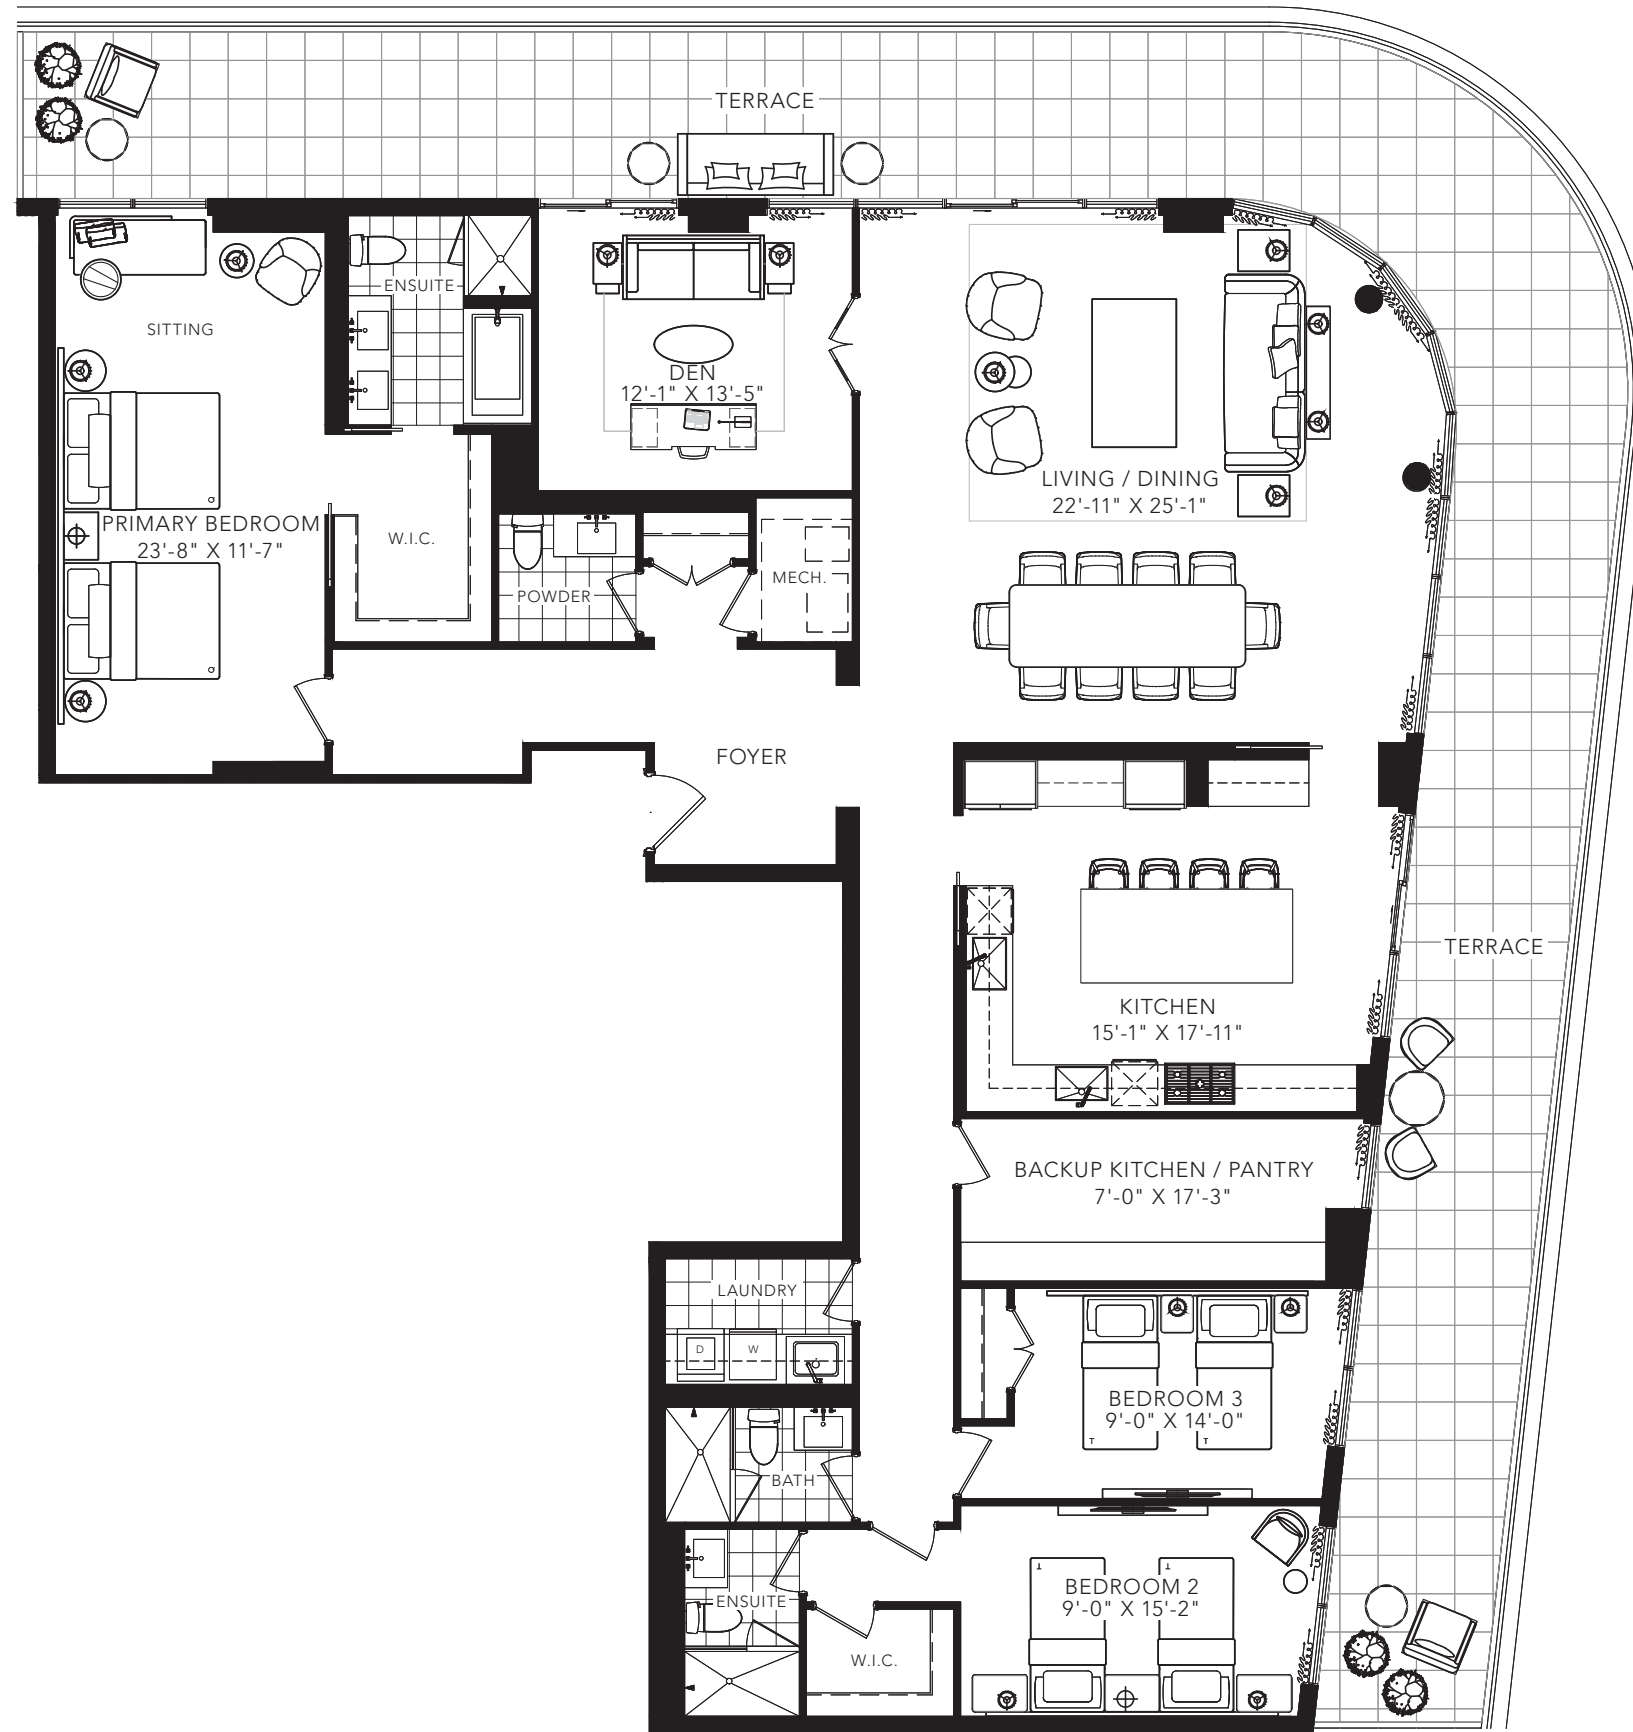 TERRACE
ENSUITE
SITTING
DEN
12'-1" X 13'-5"
LIVING / DINING
22'-11" X 25'-1"
PRIMARY BEDROOM
23'-8" X 11'-7"
W.I.C.
MECH.
POWDER
FOYER
TERRACE
KITCHEN
15'-1" X 17'-11"
BACKUP KITCHEN / PANTRY
7'-0" X 17'-3"
LAUNDRY
D
W
BEDROOM 3
9'-0" X 14'-0"
T
T
BATH
T
T
BEDROOM 2
9'-0" X 15'-2"
ENSUITE
W.I.C.